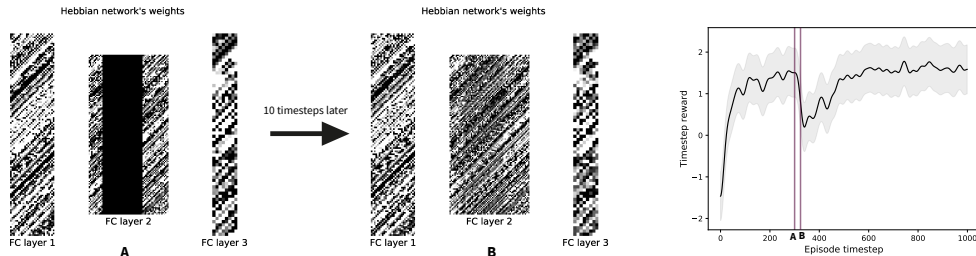 Hebbian network's weights
FC layer 1
FC layer 2
FC layer 3
A
10 timesteps later
Hebbian network's weights
FC layer 1
FC layer 2
FC layer 3
B
Timestep reward
2
1
0
−1
−2
0
200
A
B
400
600
800
1000
Episode timestep